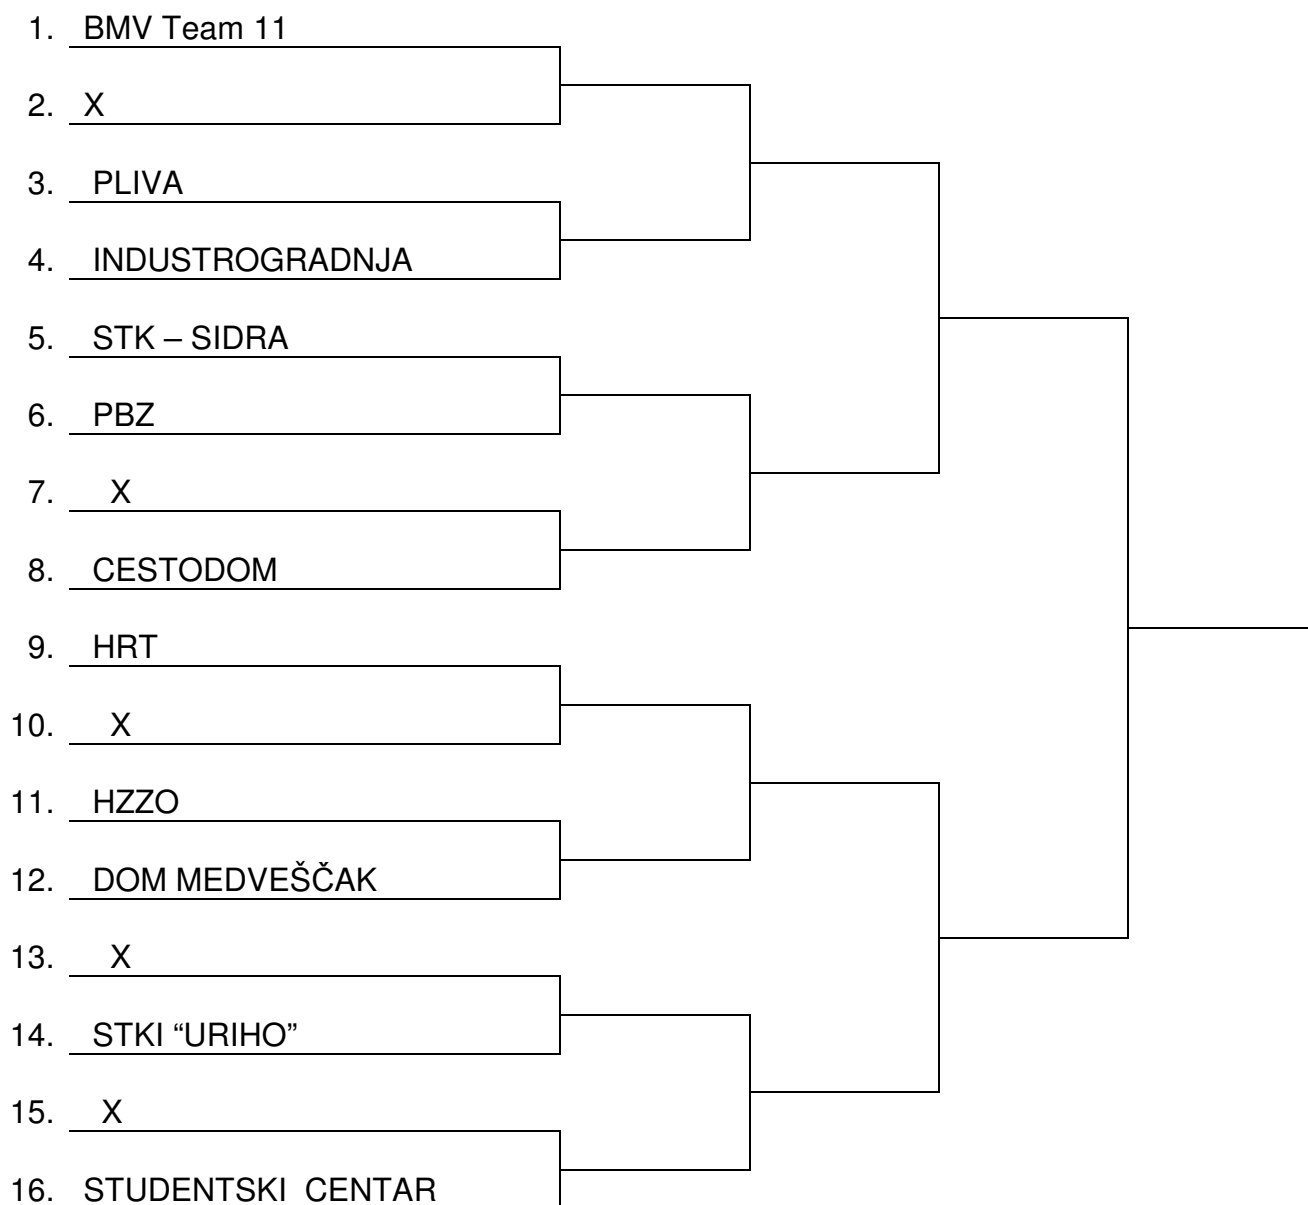 1. BMV Team 11
2. X
3. PLIVA
4. INDUSTROGRADNJA
5. STK – SIDRA
6. PBZ
7. X
8. CESTODOM
9. HRT
10. X
11. HZZO
12. DOM MEDVEŠČAK
13. X
14. STKI “URIHO”
15. X
16. STUDENTSKI CENTAR